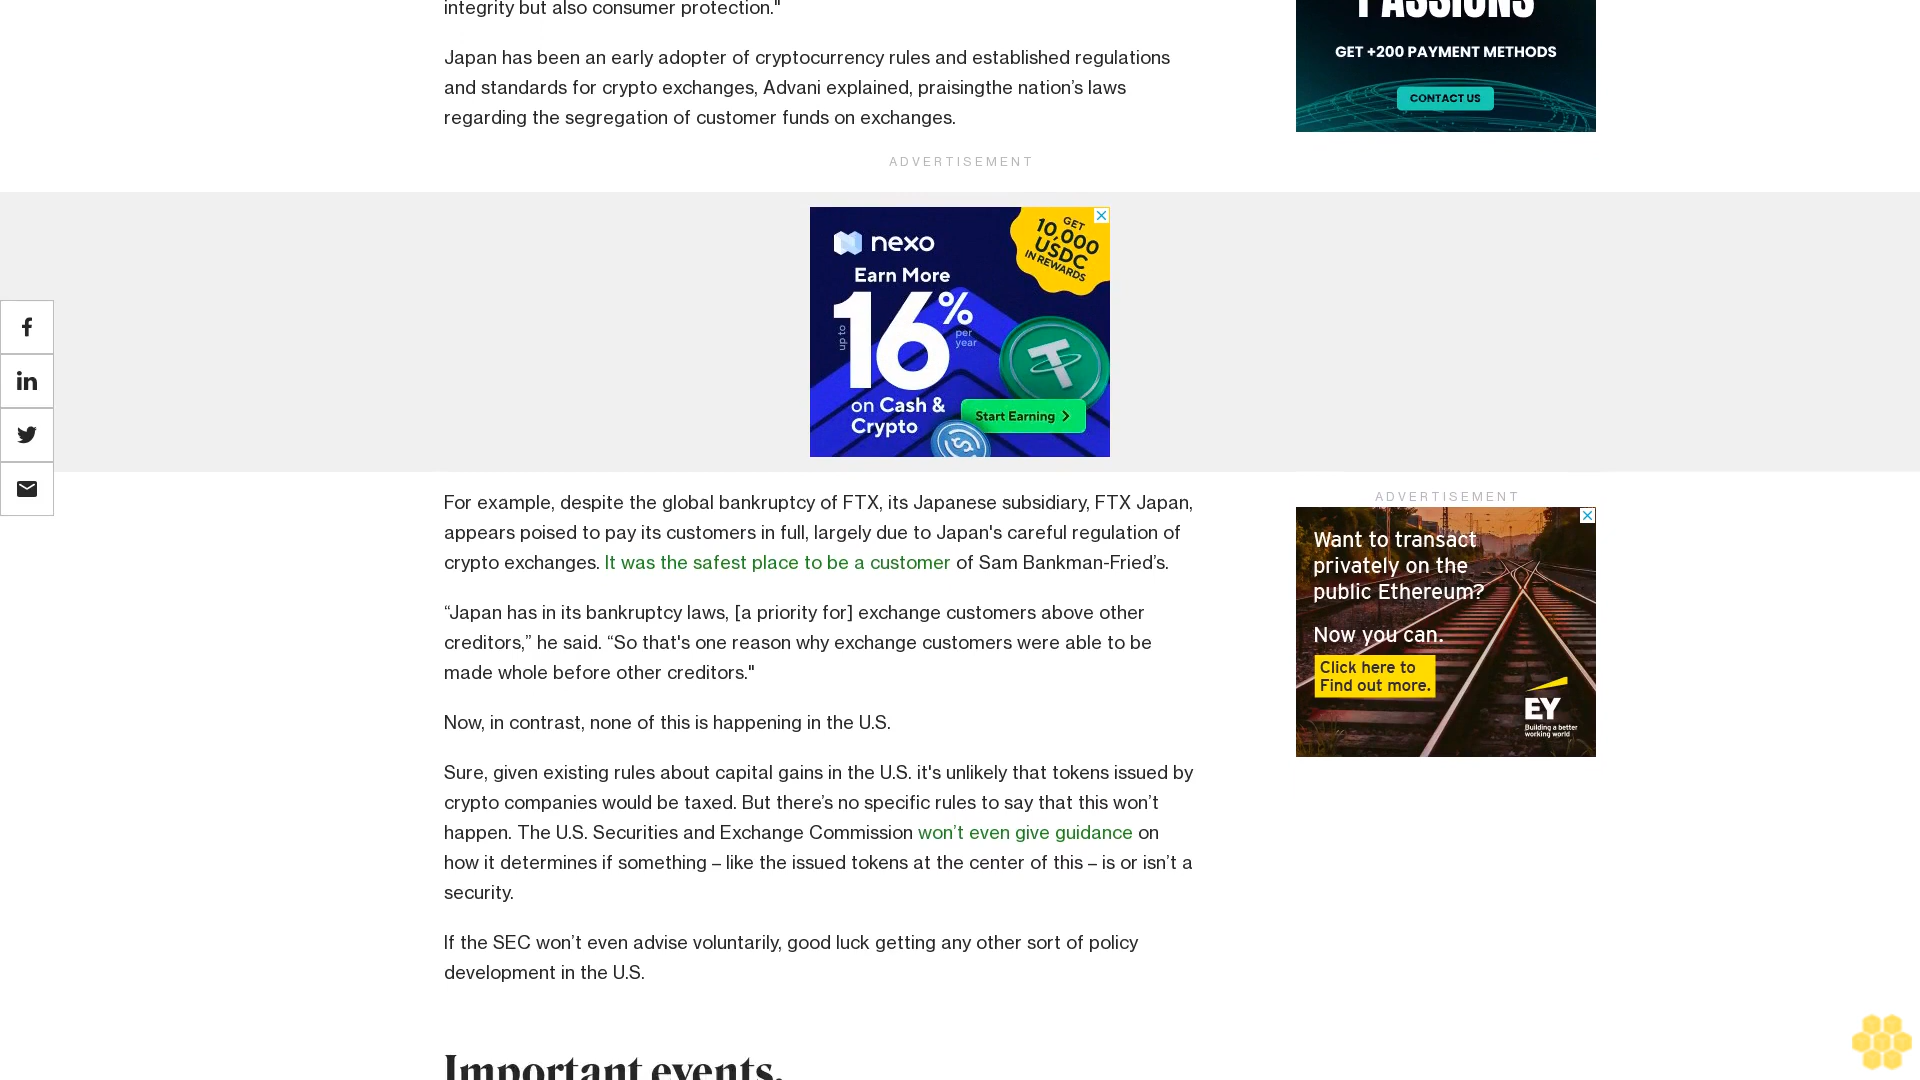 integrity but also consumer protection."
PASSIONS
GET +200 PAYMENT METHODS
CONTACT US
Japan has been an early adopter of cryptocurrency rules and established regulations
and standards for crypto exchanges, Advani explained, praisingthe nation’s laws
regarding the segregation of customer funds on exchanges.
ADVERTISEMENT
nexo
GET
10,000
USDC
IN REWARDS
Earn More
up to
16%
per
year
on Cash &
Crypto
Start Earning
For example, despite the global bankruptcy of FTX, its Japanese subsidiary, FTX Japan,
appears poised to pay its customers in full, largely due to Japan's careful regulation of
crypto exchanges. It was the safest place to be a customer of Sam Bankman-Fried’s.
“Japan has in its bankruptcy laws, [a priority for] exchange customers above other
creditors,” he said. “So that's one reason why exchange customers were able to be
made whole before other creditors."
Now, in contrast, none of this is happening in the U.S.
Sure, given existing rules about capital gains in the U.S. it's unlikely that tokens issued by
crypto companies would be taxed. But there’s no specific rules to say that this won’t
happen. The U.S. Securities and Exchange Commission won’t even give guidance on
how it determines if something – like the issued tokens at the center of this – is or isn’t a
security.
If the SEC won’t even advise voluntarily, good luck getting any other sort of policy
development in the U.S.
Important events.
ADVERTISEMENT
Want to transact
privately on the
public Ethereum?
Now you can.
Click here to
Find out more.
EY
Building a better
working world